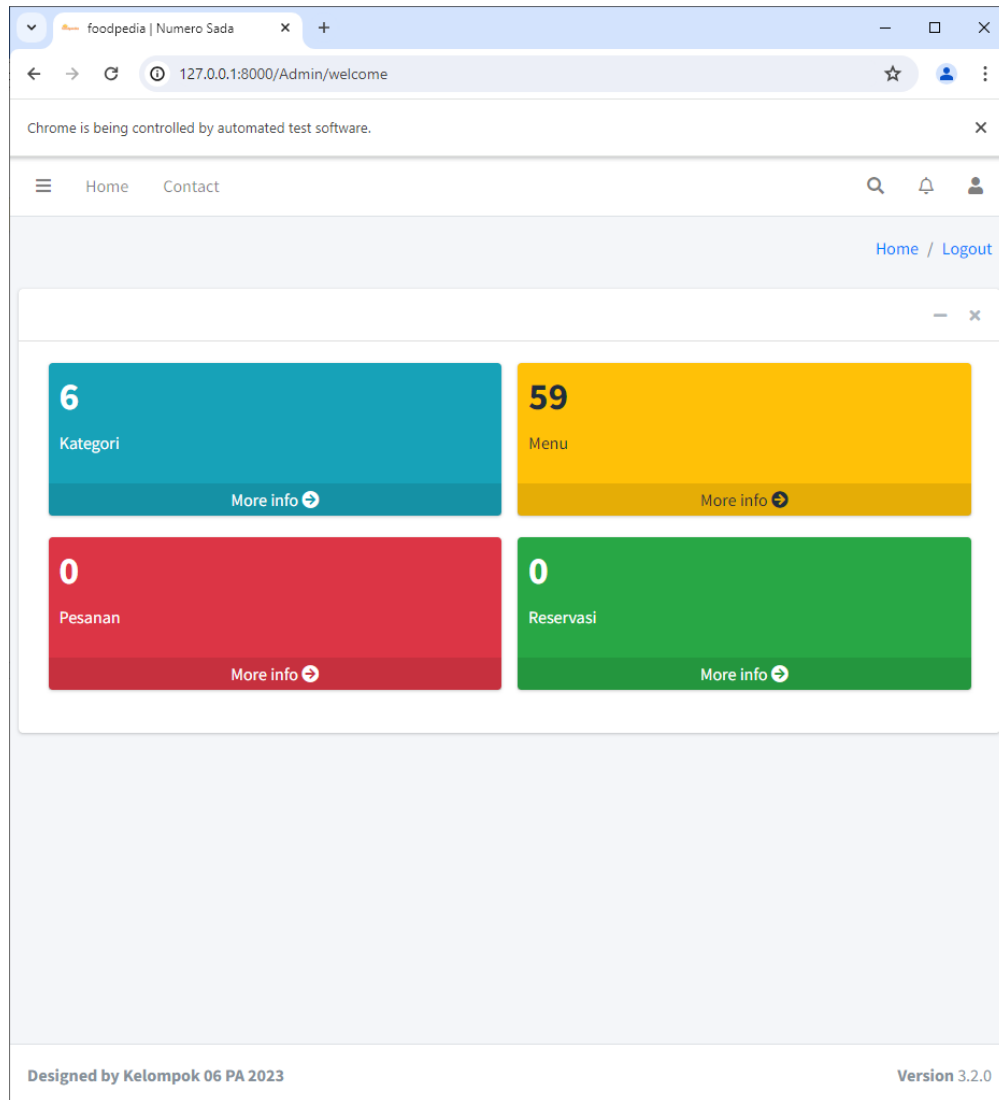 foodpedia | Numero Sada
127.0.0.1:8000/Admin/welcome
Chrome is being controlled by automated test software.
Home Contact
Home / Logout
6 59
Kategori Menu
More info More info
0 0
Pesanan Reservasi
More info More info
Designed by Kelompok 06 PA 2023 Version 3.2.0